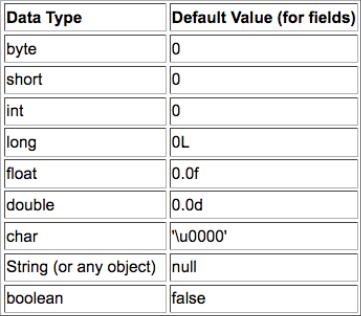 Data Type Default Value (for fields)
byte 0
short 0
int 0
long 0L
float 0.0f
double 0.0d
char '\u0000'
String (or any object) null
boolean false